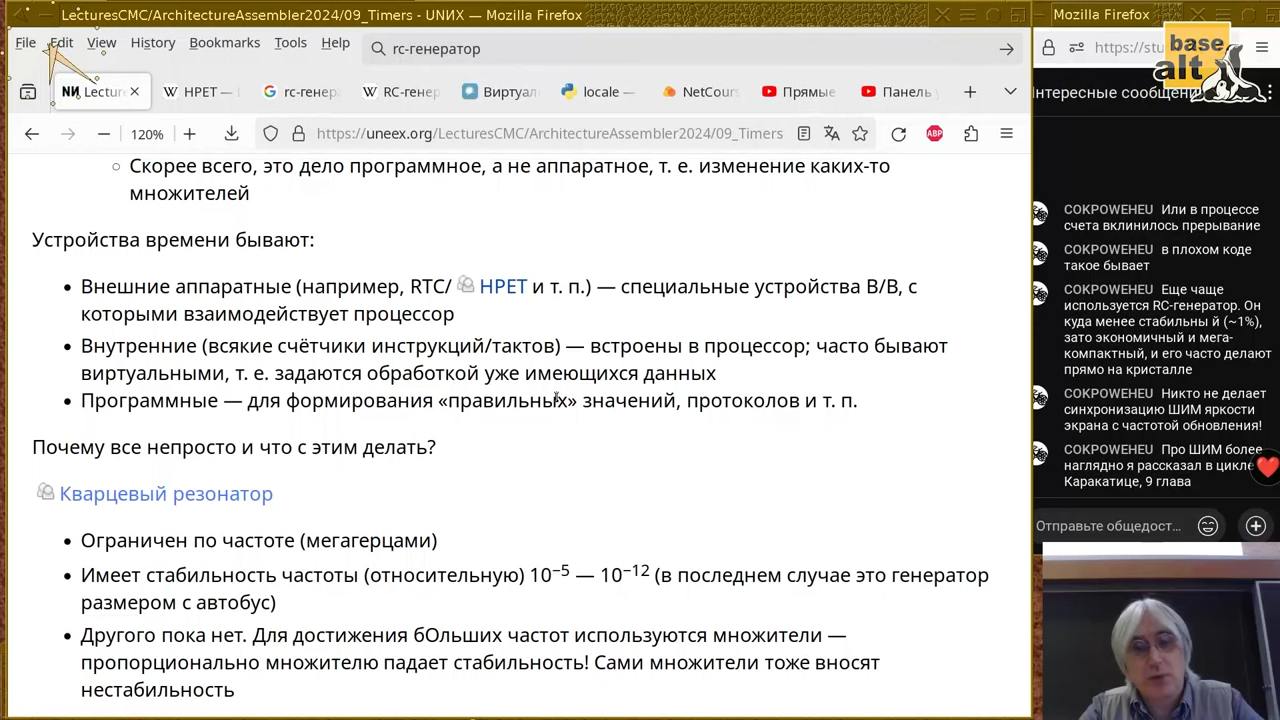 LecturesCMC/ArchitectureAssembler2024/09_Timers - UNИX — Mozilla Firefox
File Edit View History Bookmarks Tools Help
rc-генератор
NИ Lecture
W HPET —
G rc-генер
W RC-генер
Виртуал
locale —
NetCours
Прямые
Панель
120%
https://uneex.org/LecturesCMC/ArchitectureAssembler2024/09_Timers
ABP
Скорее всего, это дело программное, а не аппаратное, т. е. изменение каких-то
множителей
Устройства времени бывают:
Внешние аппаратные (например, RTC/ HPET и т. п.) — специальные устройства В/В, с
которыми взаимодействует процессор
Внутренние (всякие счётчики инструкций/тактов) — встроены в процессор; часто бывают
виртуальными, т. е. задаются обработкой уже имеющихся данных
Программные — для формирования «правильных» значений, протоколов и т. п.
Почему все непросто и что с этим делать?
Кварцевый резонатор
Ограничен по частоте (мегагерцами)
Имеет стабильность частоты (относительную) 10⁻⁵ — 10⁻¹² (в последнем случае это генератор
размером с автобус)
Другого пока нет. Для достижения бОльших частот используются множители —
пропорционально множителю падает стабильность! Сами множители тоже вносят
нестабильность
Mozilla Firefox
https://stu
base
alt
Интересные сообщени
COKPOWEHEU Или в процессе
счета вклинилось прерывание
COKPOWEHEU в плохом коде
такое бывает
COKPOWEHEU Еще чаще
используется RC-генератор. Он
куда менее стабильны й (~1%),
зато экономичный и мега-
компактный, и его часто делают
прямо на кристалле
COKPOWEHEU Никто не делает
синхронизацию ШИМ яркости
экрана с частотой обновления!
COKPOWEHEU Про ШИМ более
наглядно я рассказал в цикле
Каракатице, 9 глава
Отправьте общедост...